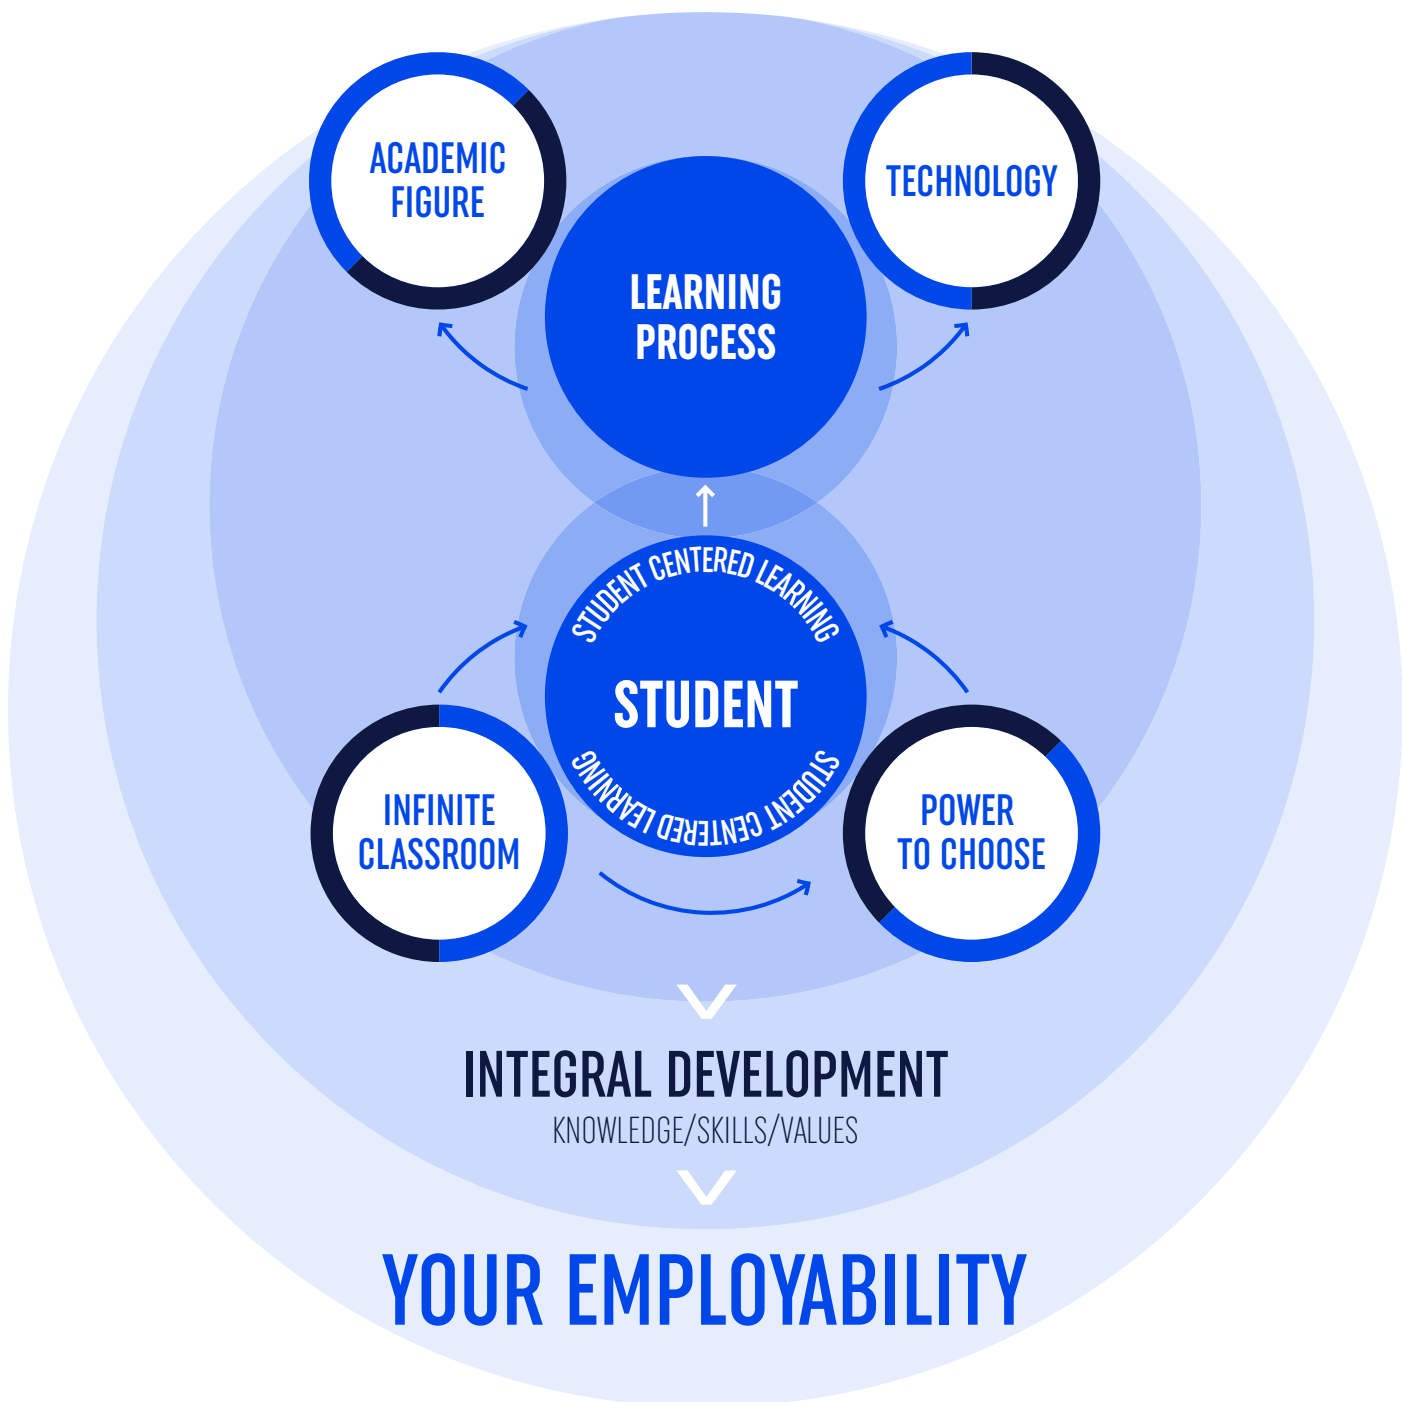 ACADEMIC
FIGURE
TECHNOLOGY
LEARNING
PROCESS
STUDENT CENTERED LEARNING
STUDENT
STUDENT CENTERED LEARNING
INFINITE
CLASSROOM
POWER
TO CHOOSE
INTEGRAL DEVELOPMENT
KNOWLEDGE/SKILLS/VALUES
YOUR EMPLOYABILITY